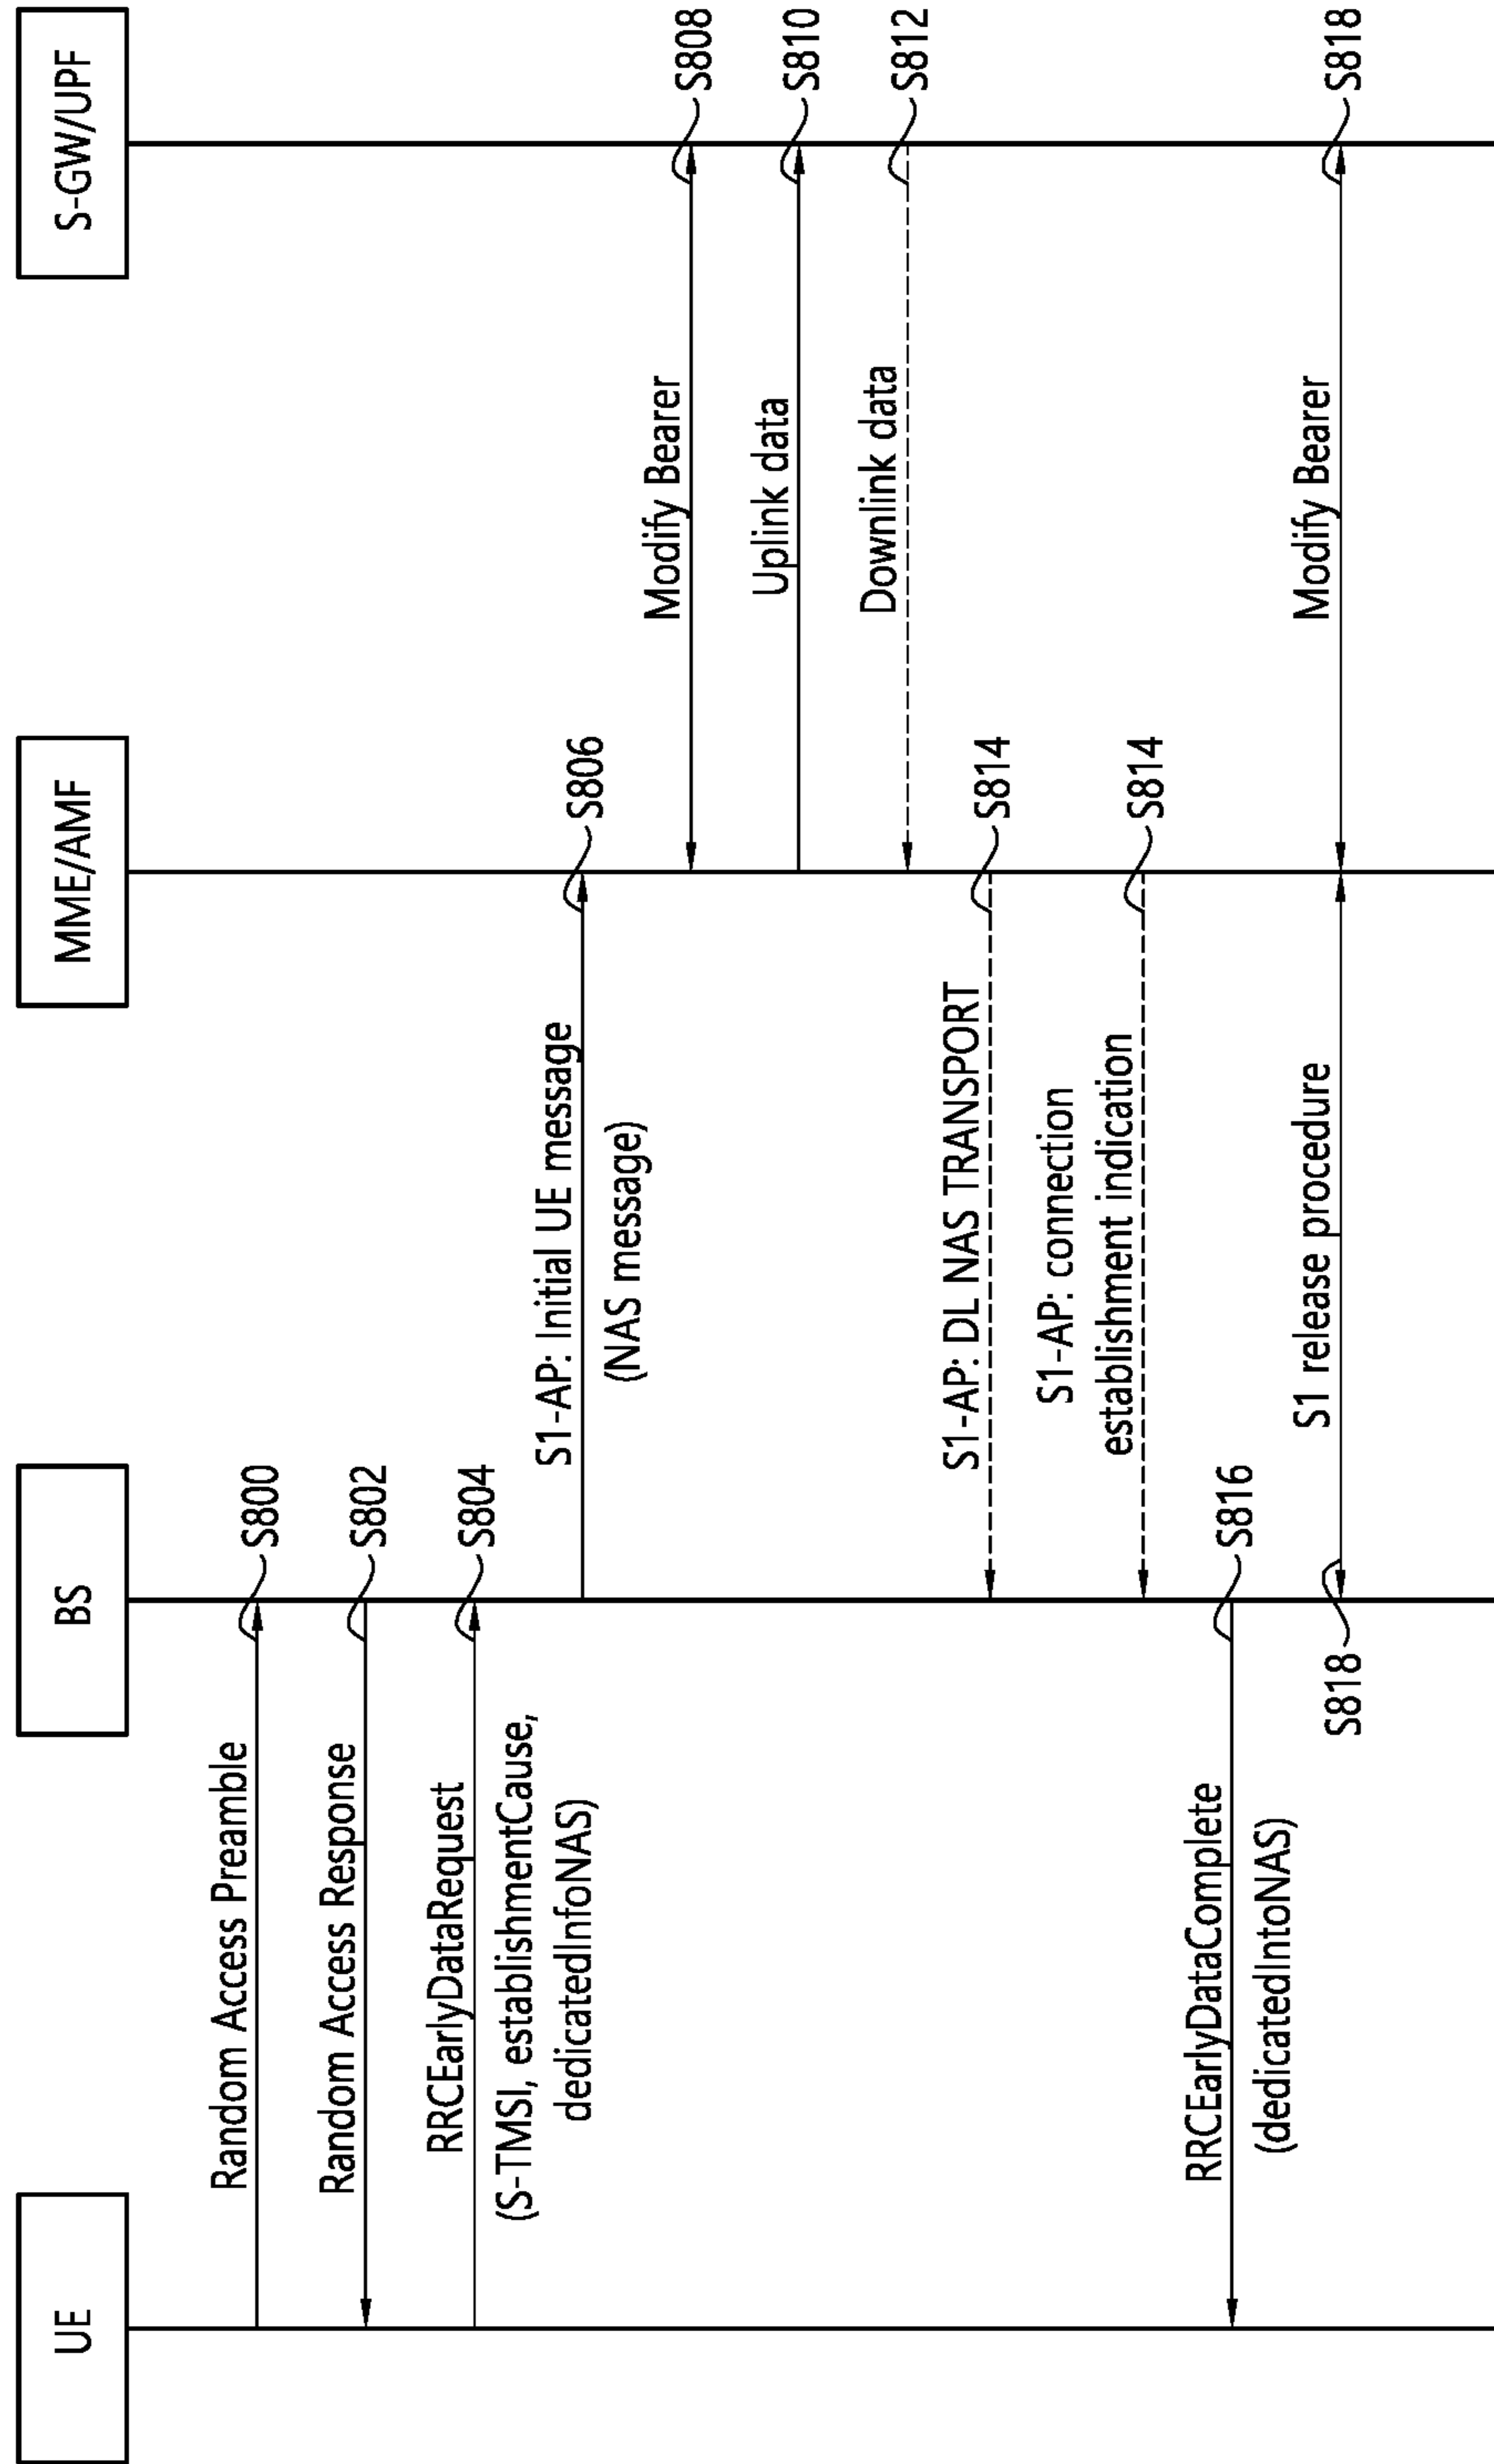 UE
BS
MME/AMF
S-GW/UPF
Random Access Preamble
S800
Random Access Response
S802
RRCEarlyDataRequest
S804
(S-TMSI, establishmentCause,
dedicatedInfoNAS)
S1-AP: Initial UE message
S806
(NAS message)
Modify Bearer
S808
Uplink data
S810
Downlink data
S812
S1-AP: DL NAS TRANSPORT
S814
S1-AP: connection
establishment indication
S814
RRCEarlyDataComplete
S816
(dedicatedIntoNAS)
S818
S1 release procedure
Modify Bearer
S818